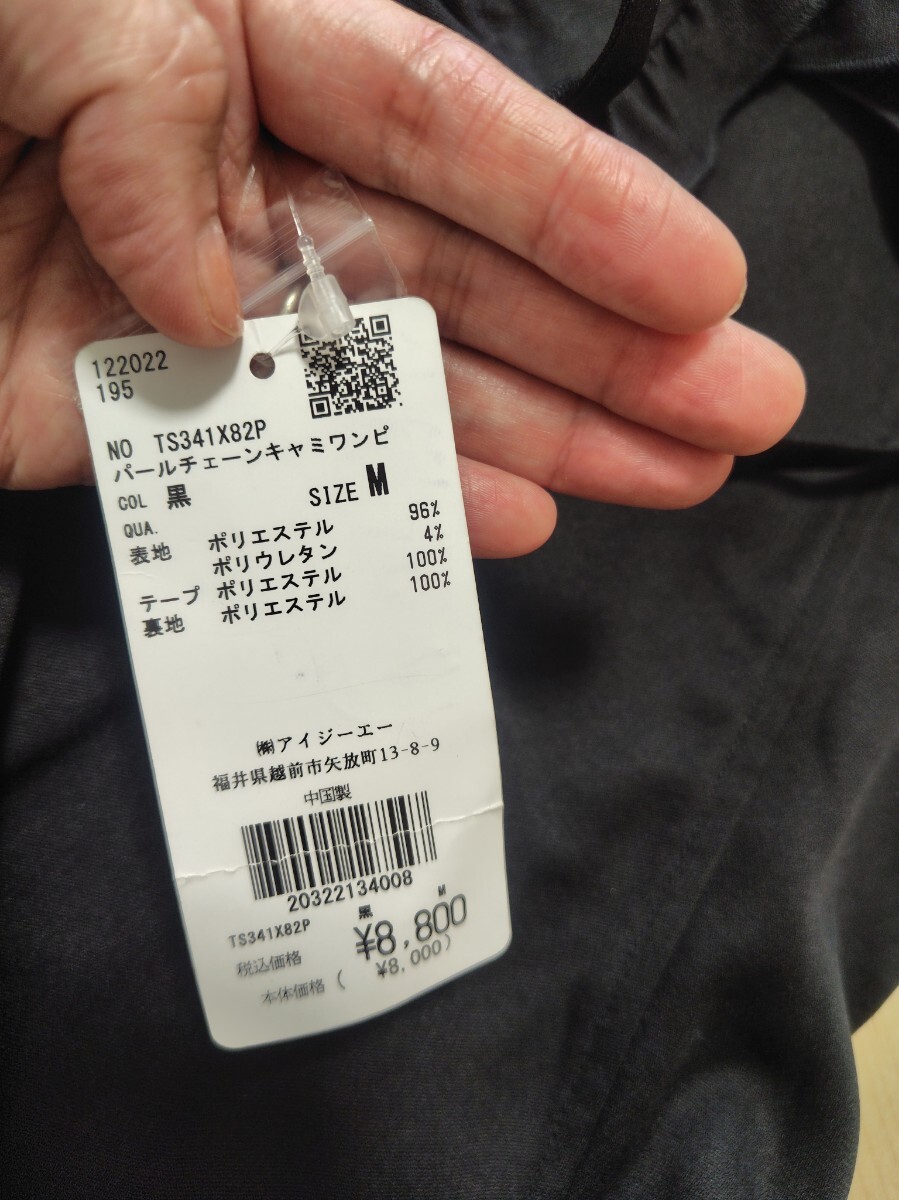 122022
195
NO TS341X82P
パールチェーンキャミワンピ
COL 黒 SIZE M
QUA.
表地 ポリエステル 96%
ポリウレタン 4%
テープ ポリエステル 100%
裏地 ポリエステル 100%
㈱アイジーエー
福井県越前市矢放町13-8-9
中国製
20322134008
黒 M
TS341X82P ¥8,800
税込価格
本体価格 ( ¥8,000)